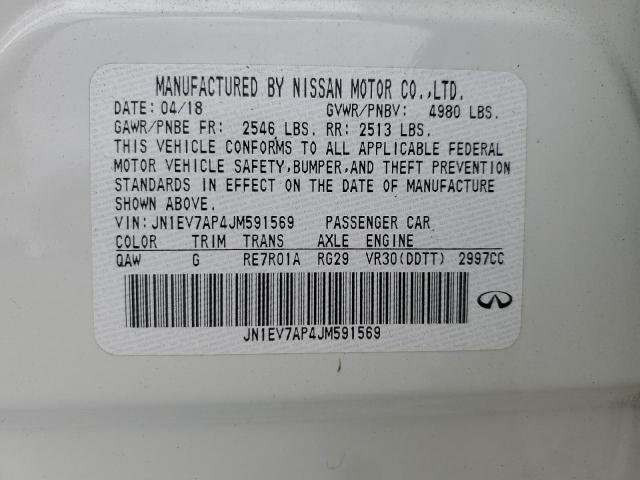 MANUFACTURED BY NISSAN MOTOR CO.,LTD.
DATE: 04/18 GVWR/PNBV: 4980 LBS.
GAWR/PNBE FR: 2546 LBS. RR: 2513 LBS.
THIS VEHICLE CONFORMS TO ALL APPLICABLE FEDERAL
MOTOR VEHICLE SAFETY,BUMPER,AND THEFT PREVENTION
STANDARDS IN EFFECT ON THE DATE OF MANUFACTURE
SHOWN ABOVE.
VIN: JN1EV7AP4JM591569 PASSENGER CAR
COLOR TRIM TRANS AXLE ENGINE
QAW G RE7R01A RG29 VR30(DDTT) 2997CC
JN1EV7AP4JM591569